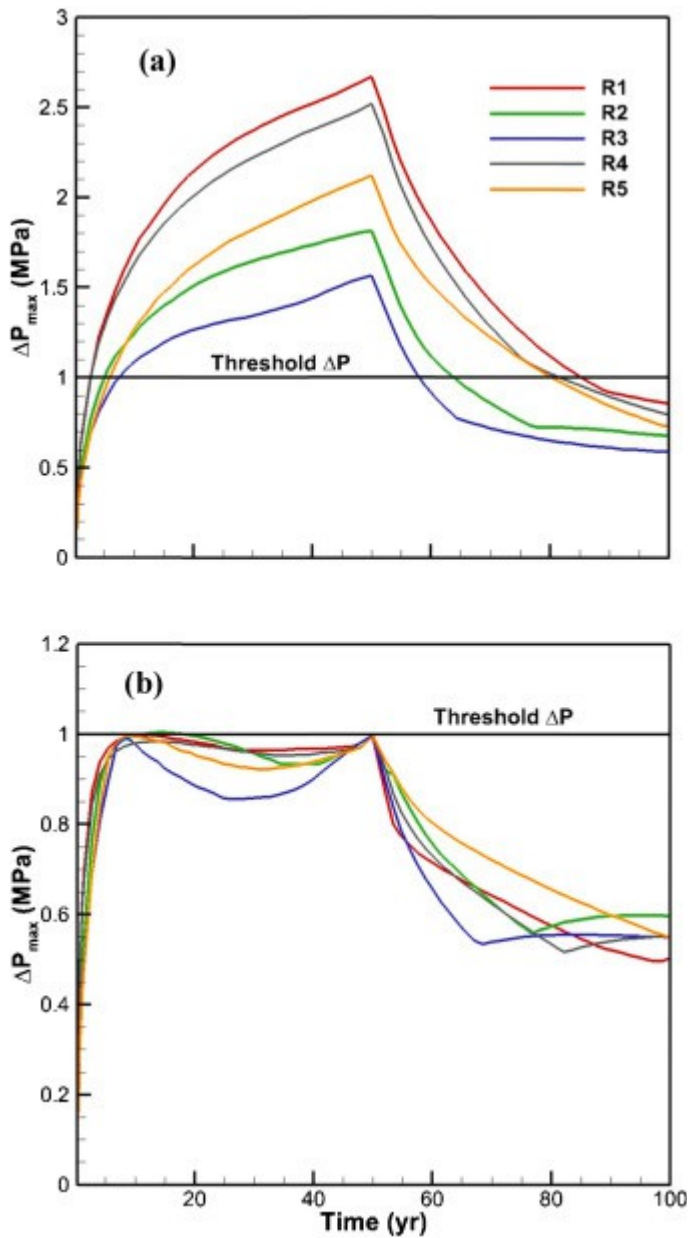 3
(a)
R1
2.5
R2
R3
R4
2
R5
1.5
ΔPmax (MPa)
Threshold ΔP
1
0.5
0
1.2
(b)
Threshold ΔP
1
0.8
ΔPmax (MPa)
0.6
0.4
0.2
0
20 40 60 80 100
Time (yr)